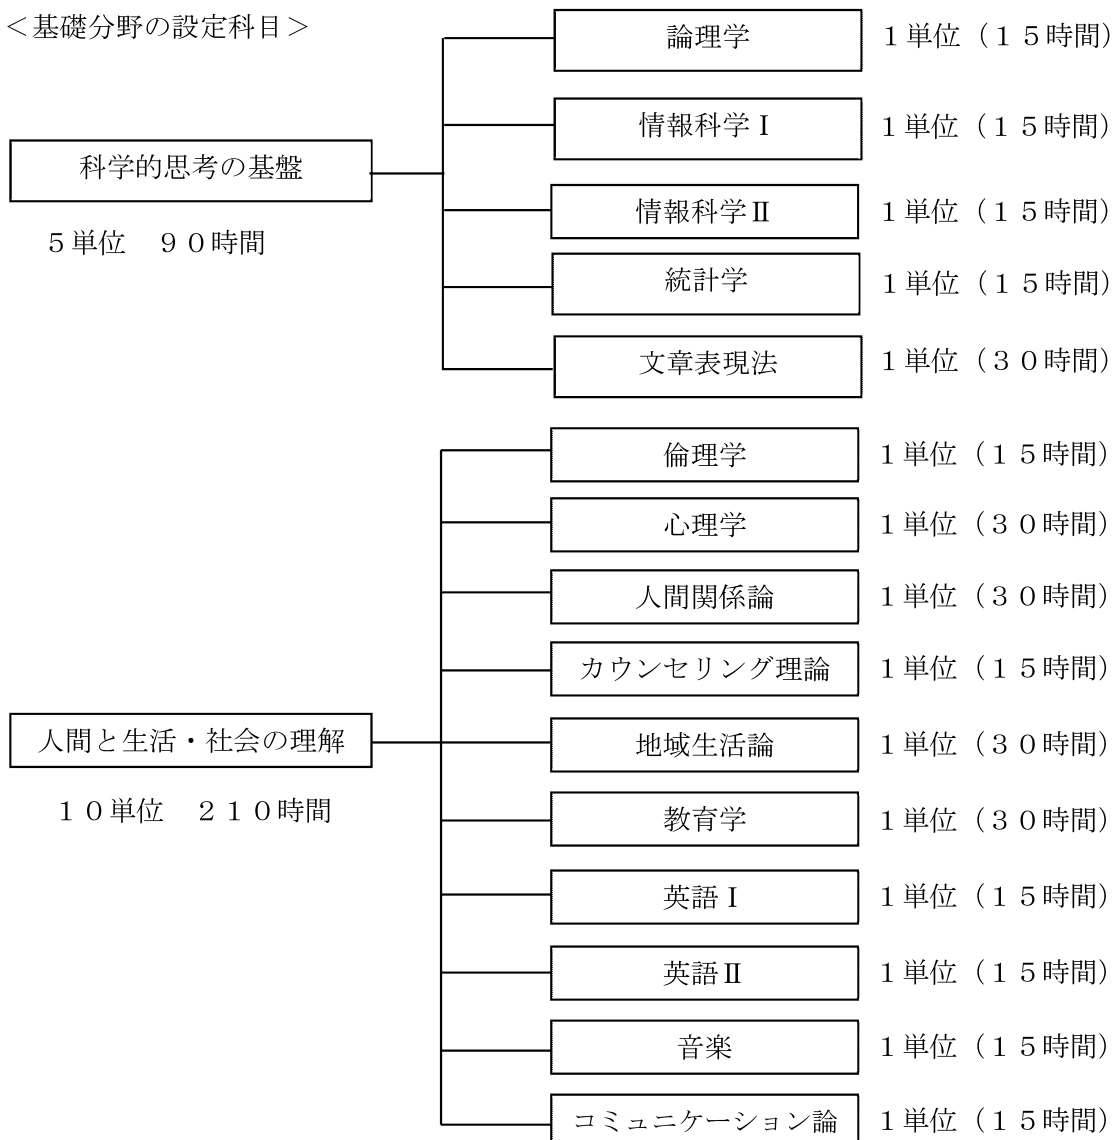 ＜基礎分野の設定科目＞
論理学　１単位（１５時間）
情報科学Ⅰ　１単位（１５時間）
科学的思考の基盤
情報科学Ⅱ　１単位（１５時間）
５単位　９０時間
統計学　１単位（１５時間）
文章表現法　１単位（３０時間）
倫理学　１単位（１５時間）
心理学　１単位（３０時間）
人間関係論　１単位（３０時間）
カウンセリング理論　１単位（１５時間）
人間と生活・社会の理解
地域生活論　１単位（３０時間）
１０単位　２１０時間
教育学　１単位（３０時間）
英語Ⅰ　１単位（１５時間）
英語Ⅱ　１単位（１５時間）
音楽　１単位（１５時間）
コミュニケーション論　１単位（１５時間）